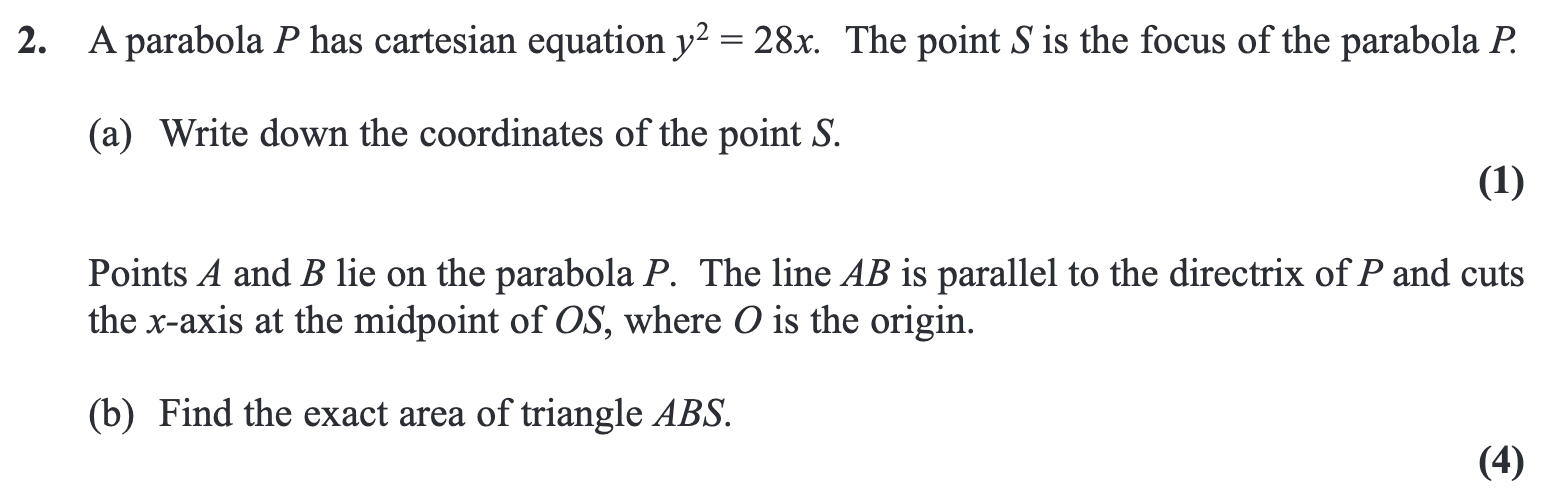 2. A parabola P has cartesian equation y² = 28x. The point S is the focus of the parabola P.
(a) Write down the coordinates of the point S.
(1)
Points A and B lie on the parabola P. The line AB is parallel to the directrix of P and cuts
the x-axis at the midpoint of OS, where O is the origin.
(b) Find the exact area of triangle ABS.
(4)